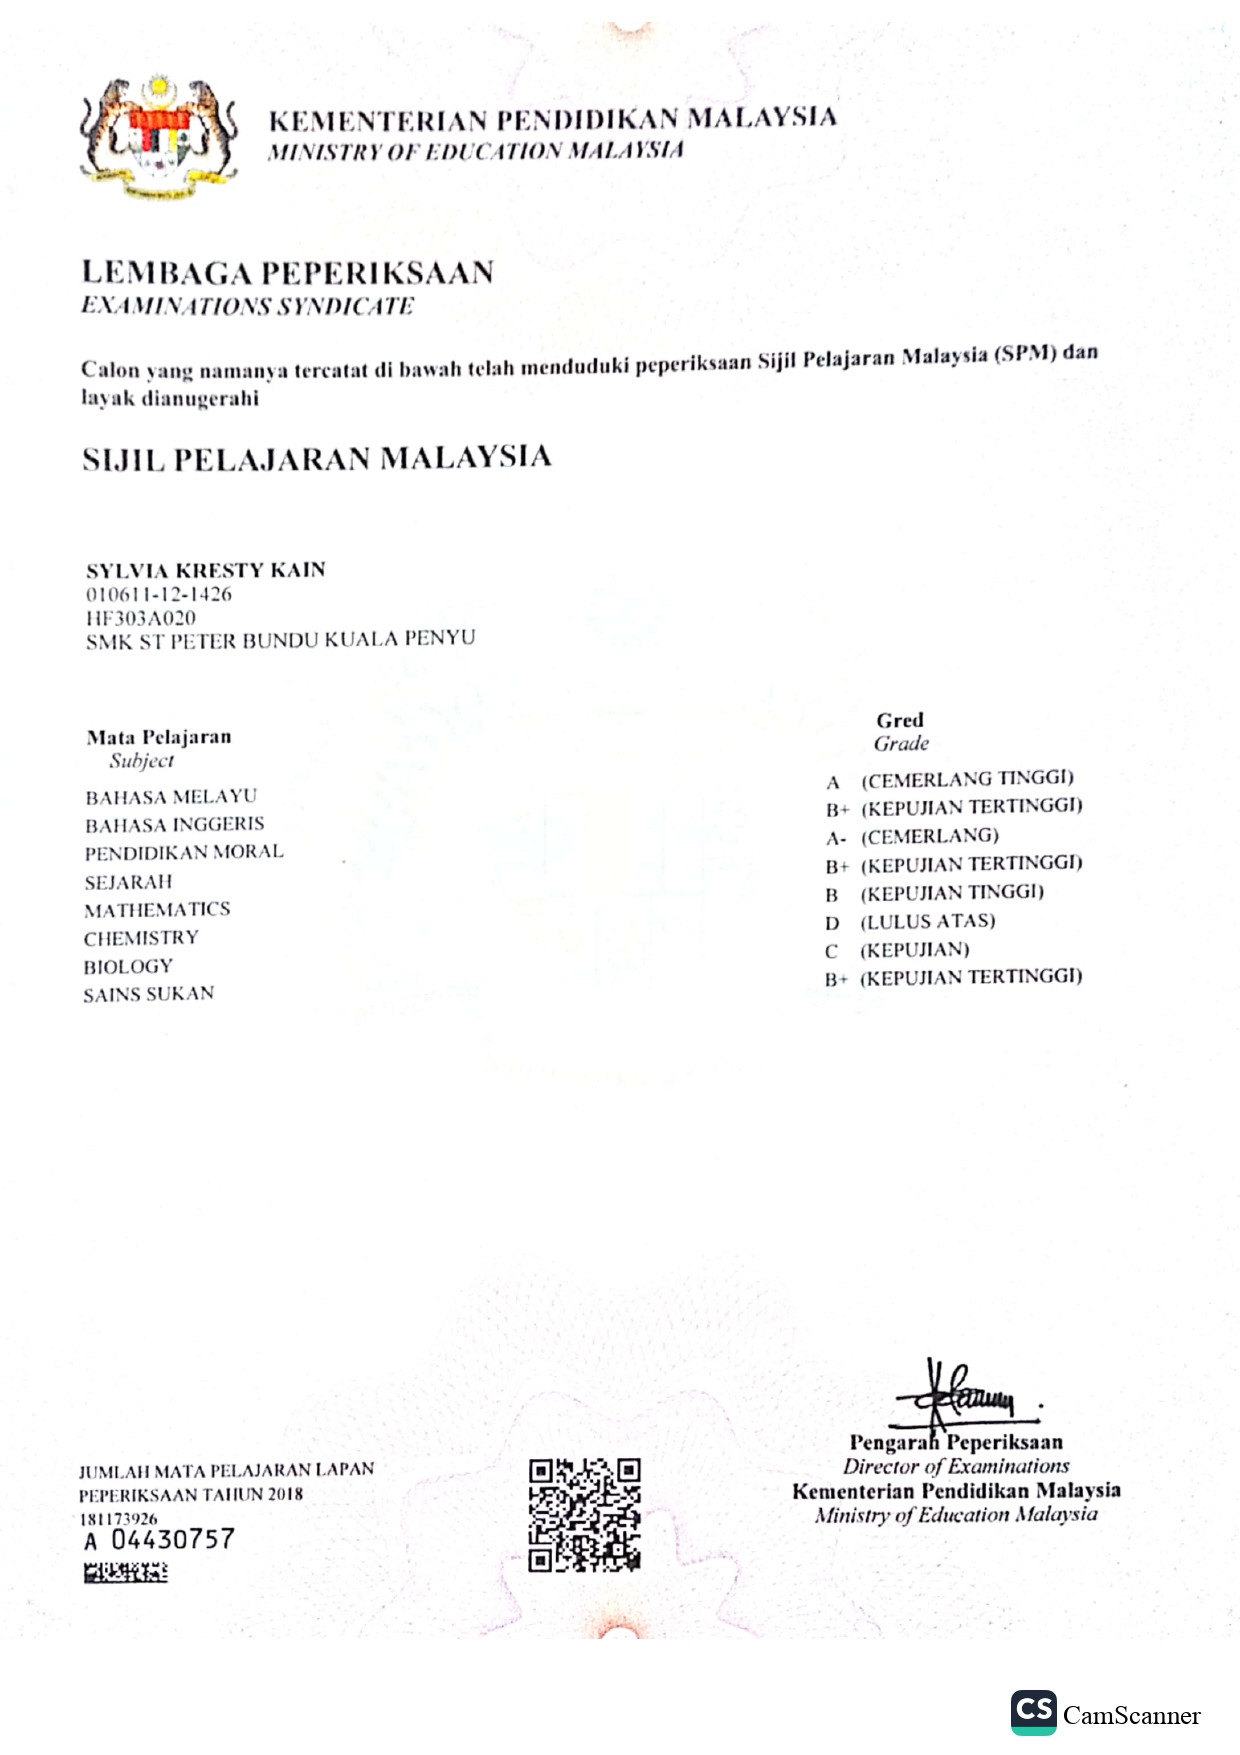 KEMENTERIAN PENDIDIKAN MALAYSIA
MINISTRY OF EDUCATION MALAYSIA
LEMBAGA PEPERIKSAAN
EXAMINATIONS SYNDICATE
Calon yang namanya tercatat di bawah telah menduduki peperiksaan Sijil Pelajaran Malaysia (SPM) dan
layak dianugerahi
SIJIL PELAJARAN MALAYSIA
SYLVIA KRESTY KAIN
010611-12-1426
HF303A020
SMK ST PETER BUNDU KUALA PENYU
Mata Pelajaran Gred
Subject Grade
BAHASA MELAYU A (CEMERLANG TINGGI)
BAHASA INGGERIS B+ (KEPUJIAN TERTINGGI)
PENDIDIKAN MORAL A- (CEMERLANG)
SEJARAH B+ (KEPUJIAN TERTINGGI)
MATHEMATICS B (KEPUJIAN TINGGI)
CHEMISTRY D (LULUS ATAS)
BIOLOGY C (KEPUJIAN)
SAINS SUKAN B+ (KEPUJIAN TERTINGGI)
JUMLAH MATA PELAJARAN LAPAN
PEPERIKSAAN TAHUN 2018
181173926
A 04430757
Pengarah Peperiksaan
Director of Examinations
Kementerian Pendidikan Malaysia
Ministry of Education Malaysia
CS CamScanner